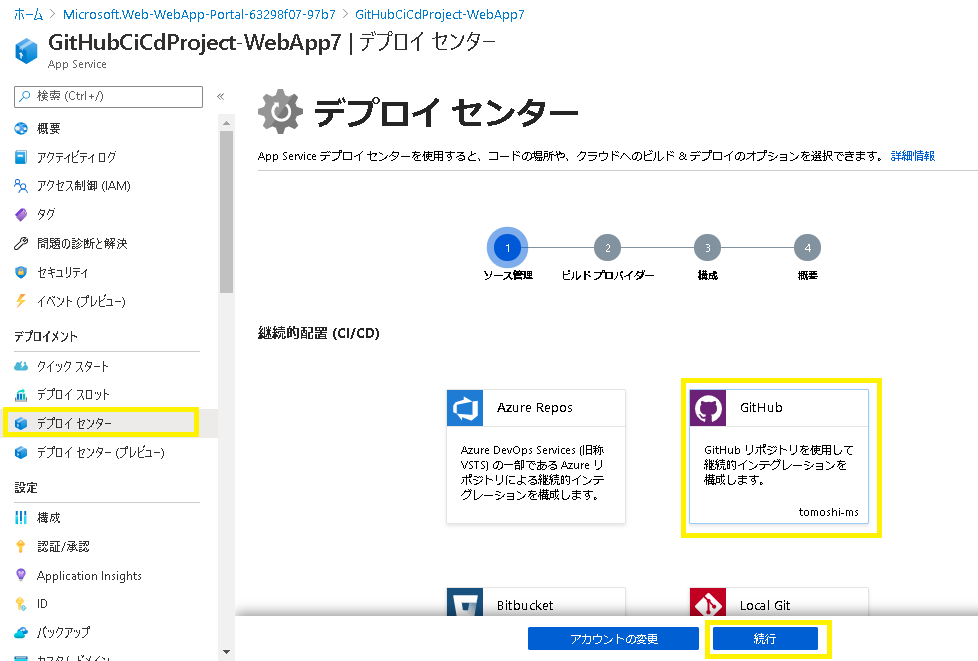 ホーム > Microsoft.Web-WebApp-Portal-63298f07-97b7 > GitHubCiCdProject-WebApp7
GitHubCiCdProject-WebApp7 | デプロイ センター
App Service
検索 (Ctrl+/)
«
概要
アクティビティ ログ
アクセス制御 (IAM)
タグ
問題の診断と解決
セキュリティ
イベント (プレビュー)
デプロイメント
クイック スタート
デプロイ スロット
デプロイ センター
デプロイ センター (プレビュー)
設定
構成
認証/承認
Application Insights
ID
バックアップ
カスタム ドメイン
デプロイ センター
App Service デプロイ センターを使用すると、コードの場所や、クラウドへのビルド & デプロイのオプションを選択できます。 詳細情報
1
2
3
4
ソース管理
ビルド プロバイダー
構成
概要
継続的配置 (CI/CD)
Azure Repos
Azure DevOps Services (旧称
VSTS) の一部である Azure リ
ポジトリによる継続的インテ
グレーションを構成します。
GitHub
GitHub リポジトリを使用して
継続的インテグレーションを
構成します。
tomoshi-ms
Bitbucket
Local Git
アカウントの変更
続行